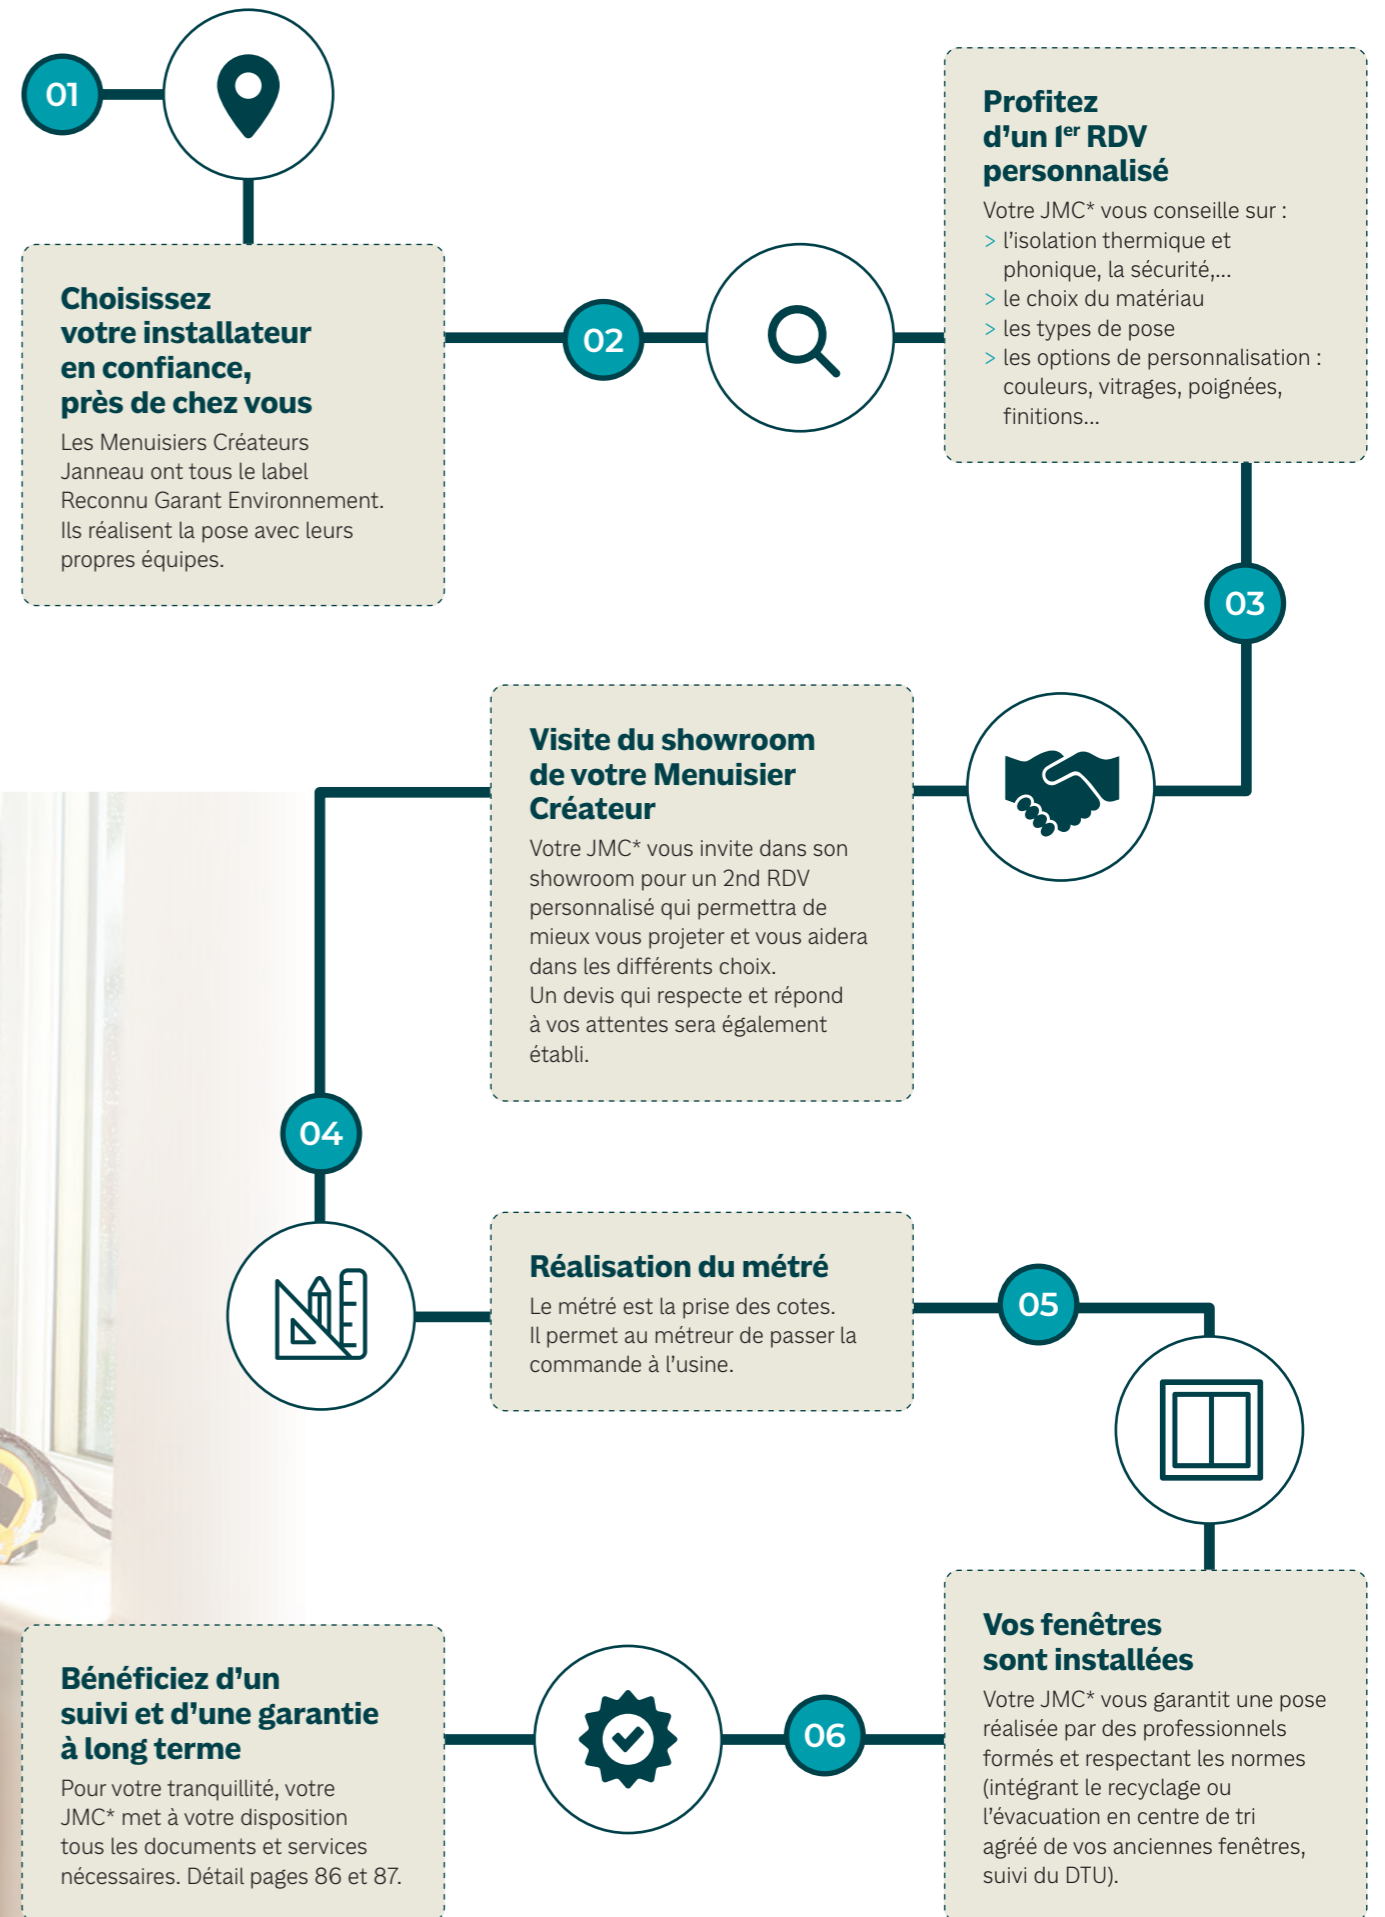 01
Choisissez
votre installateur
en confiance,
près de chez vous
Les Menuisiers Créateurs
Janneau ont tous le label
Reconnu Garant Environnement.
Ils réalisent la pose avec leurs
propres équipes.
02
Profitez
d'un 1er RDV
personnalisé
Votre JMC* vous conseille sur :
> l'isolation thermique et
phonique, la sécurité,...
> le choix du matériau
> les types de pose
> les options de personnalisation :
couleurs, vitrages, poignées,
finitions...
03
Visite du showroom
de votre Menuisier
Créateur
Votre JMC* vous invite dans son
showroom pour un 2nd RDV
personnalisé qui permettra de
mieux vous projeter et vous aidera
dans les différents choix.
Un devis qui respecte et répond
à vos attentes sera également
établi.
04
Réalisation du métré
Le métré est la prise des cotes.
Il permet au métreur de passer la
commande à l'usine.
05
Vos fenêtres
sont installées
Votre JMC* vous garantit une pose
réalisée par des professionnels
formés et respectant les normes
(intégrant le recyclage ou
l'évacuation en centre de tri
agréé de vos anciennes fenêtres,
suivi du DTU).
06
Bénéficiez d'un
suivi et d'une garantie
à long terme
Pour votre tranquillité, votre
JMC* met à votre disposition
tous les documents et services
nécessaires. Détail pages 86 et 87.